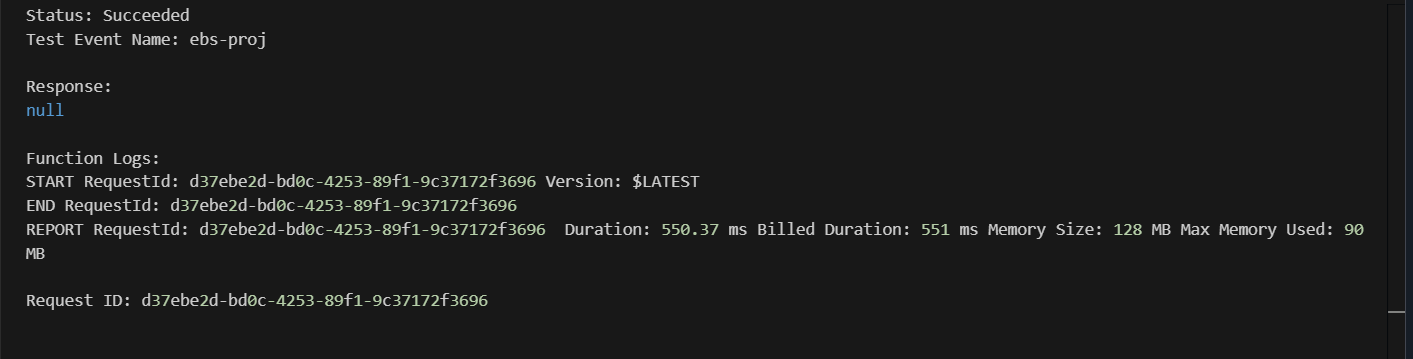 Status: Succeeded
Test Event Name: ebs-proj
Response:
null
Function Logs:
START RequestId: d37ebe2d-bd0c-4253-89f1-9c37172f3696 Version: $LATEST
END RequestId: d37ebe2d-bd0c-4253-89f1-9c37172f3696
REPORT RequestId: d37ebe2d-bd0c-4253-89f1-9c37172f3696  Duration: 550.37 ms Billed Duration: 551 ms Memory Size: 128 MB Max Memory Used: 90
MB
Request ID: d37ebe2d-bd0c-4253-89f1-9c37172f3696